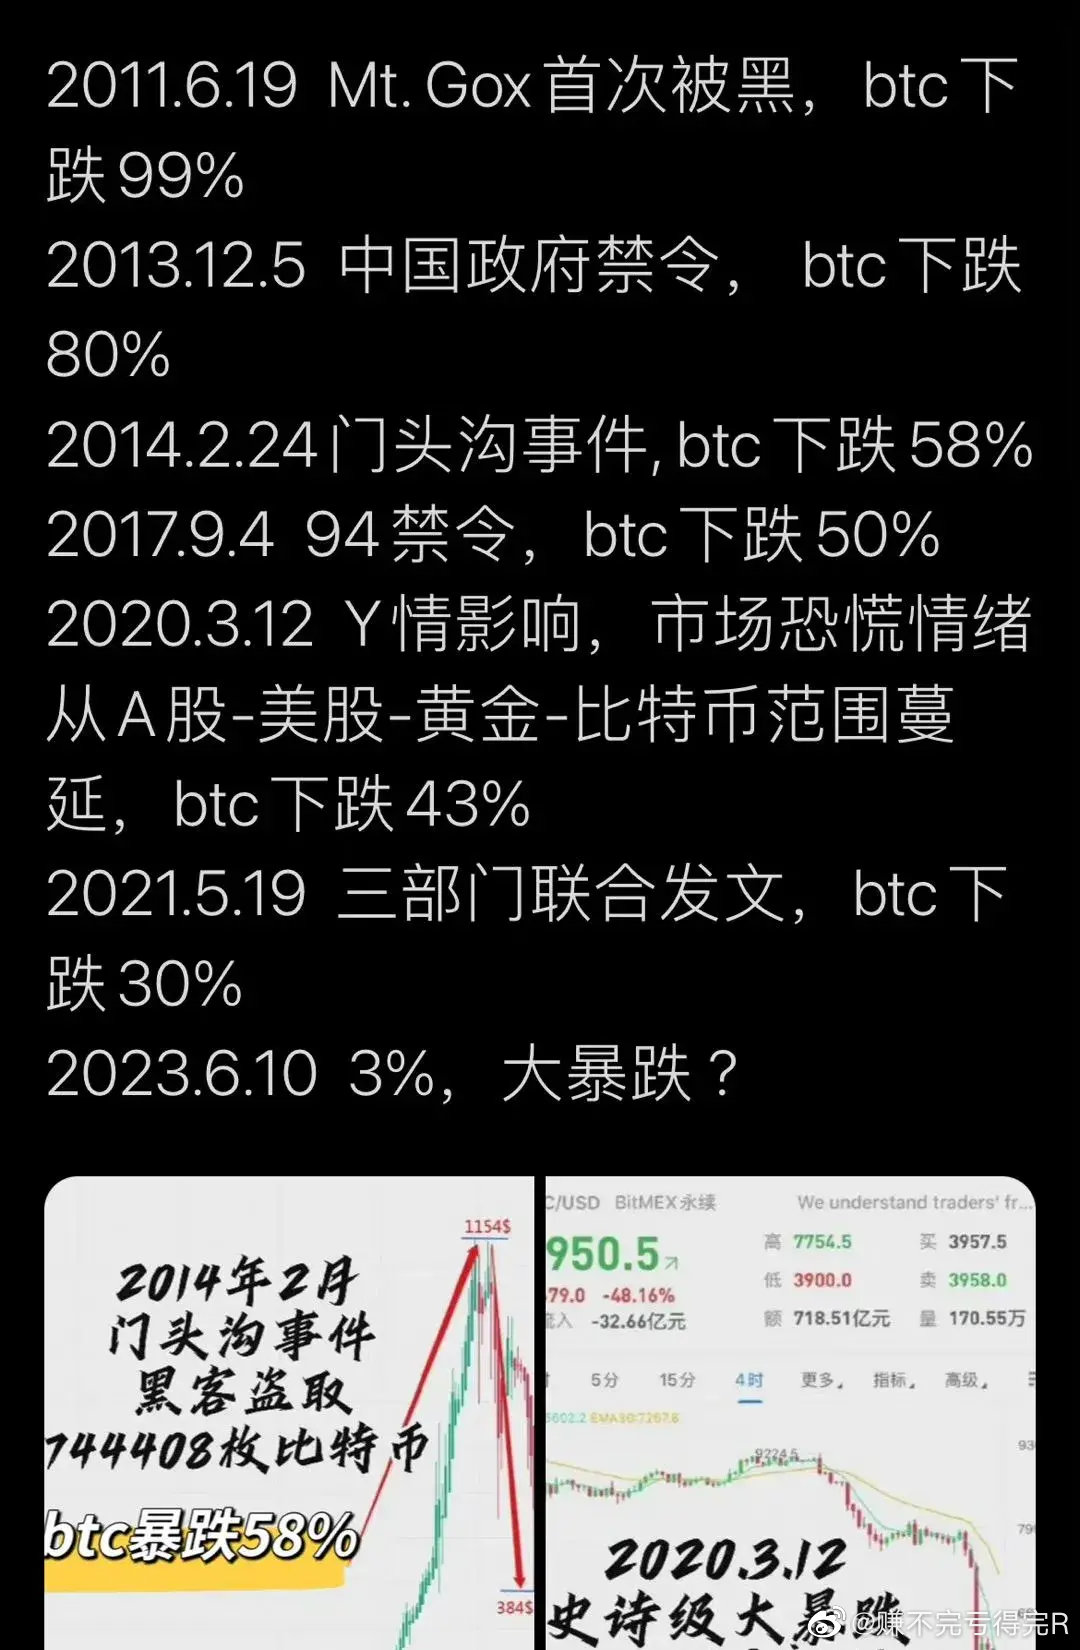 2011.6.19 Mt. Gox首次被黑，btc下
跌99%
2013.12.5 中国政府禁令， btc下跌
80%
2014.2.24门头沟事件,btc下跌58%
2017.9.4 94禁令，btc下跌50%
2020.3.12 Y情影响，市场恐慌情绪
从A股-美股-黄金-比特币范围蔓
延，btc下跌43%
2021.5.19 三部门联合发文，btc下
跌30%
2023.6.10 3%，大暴跌？
1154$
2014年2月
门头沟事件
黑客盗取
744408枚比特币
btc暴跌58%
384$
C/USD BitMEX永续 We understand traders' fr...
950.5 高 7754.5 买 3957.5
79.0 -48.16% 低 3900.0 卖 3958.0
流入 -32.66亿元 额 718.51亿元 量 170.55万
5分 15分 4时 更多 指标 高级
5602.2 EMA30:7267.6
9224.5
93
79
2020.3.12
史诗级大暴跌
@赚不完亏得完R